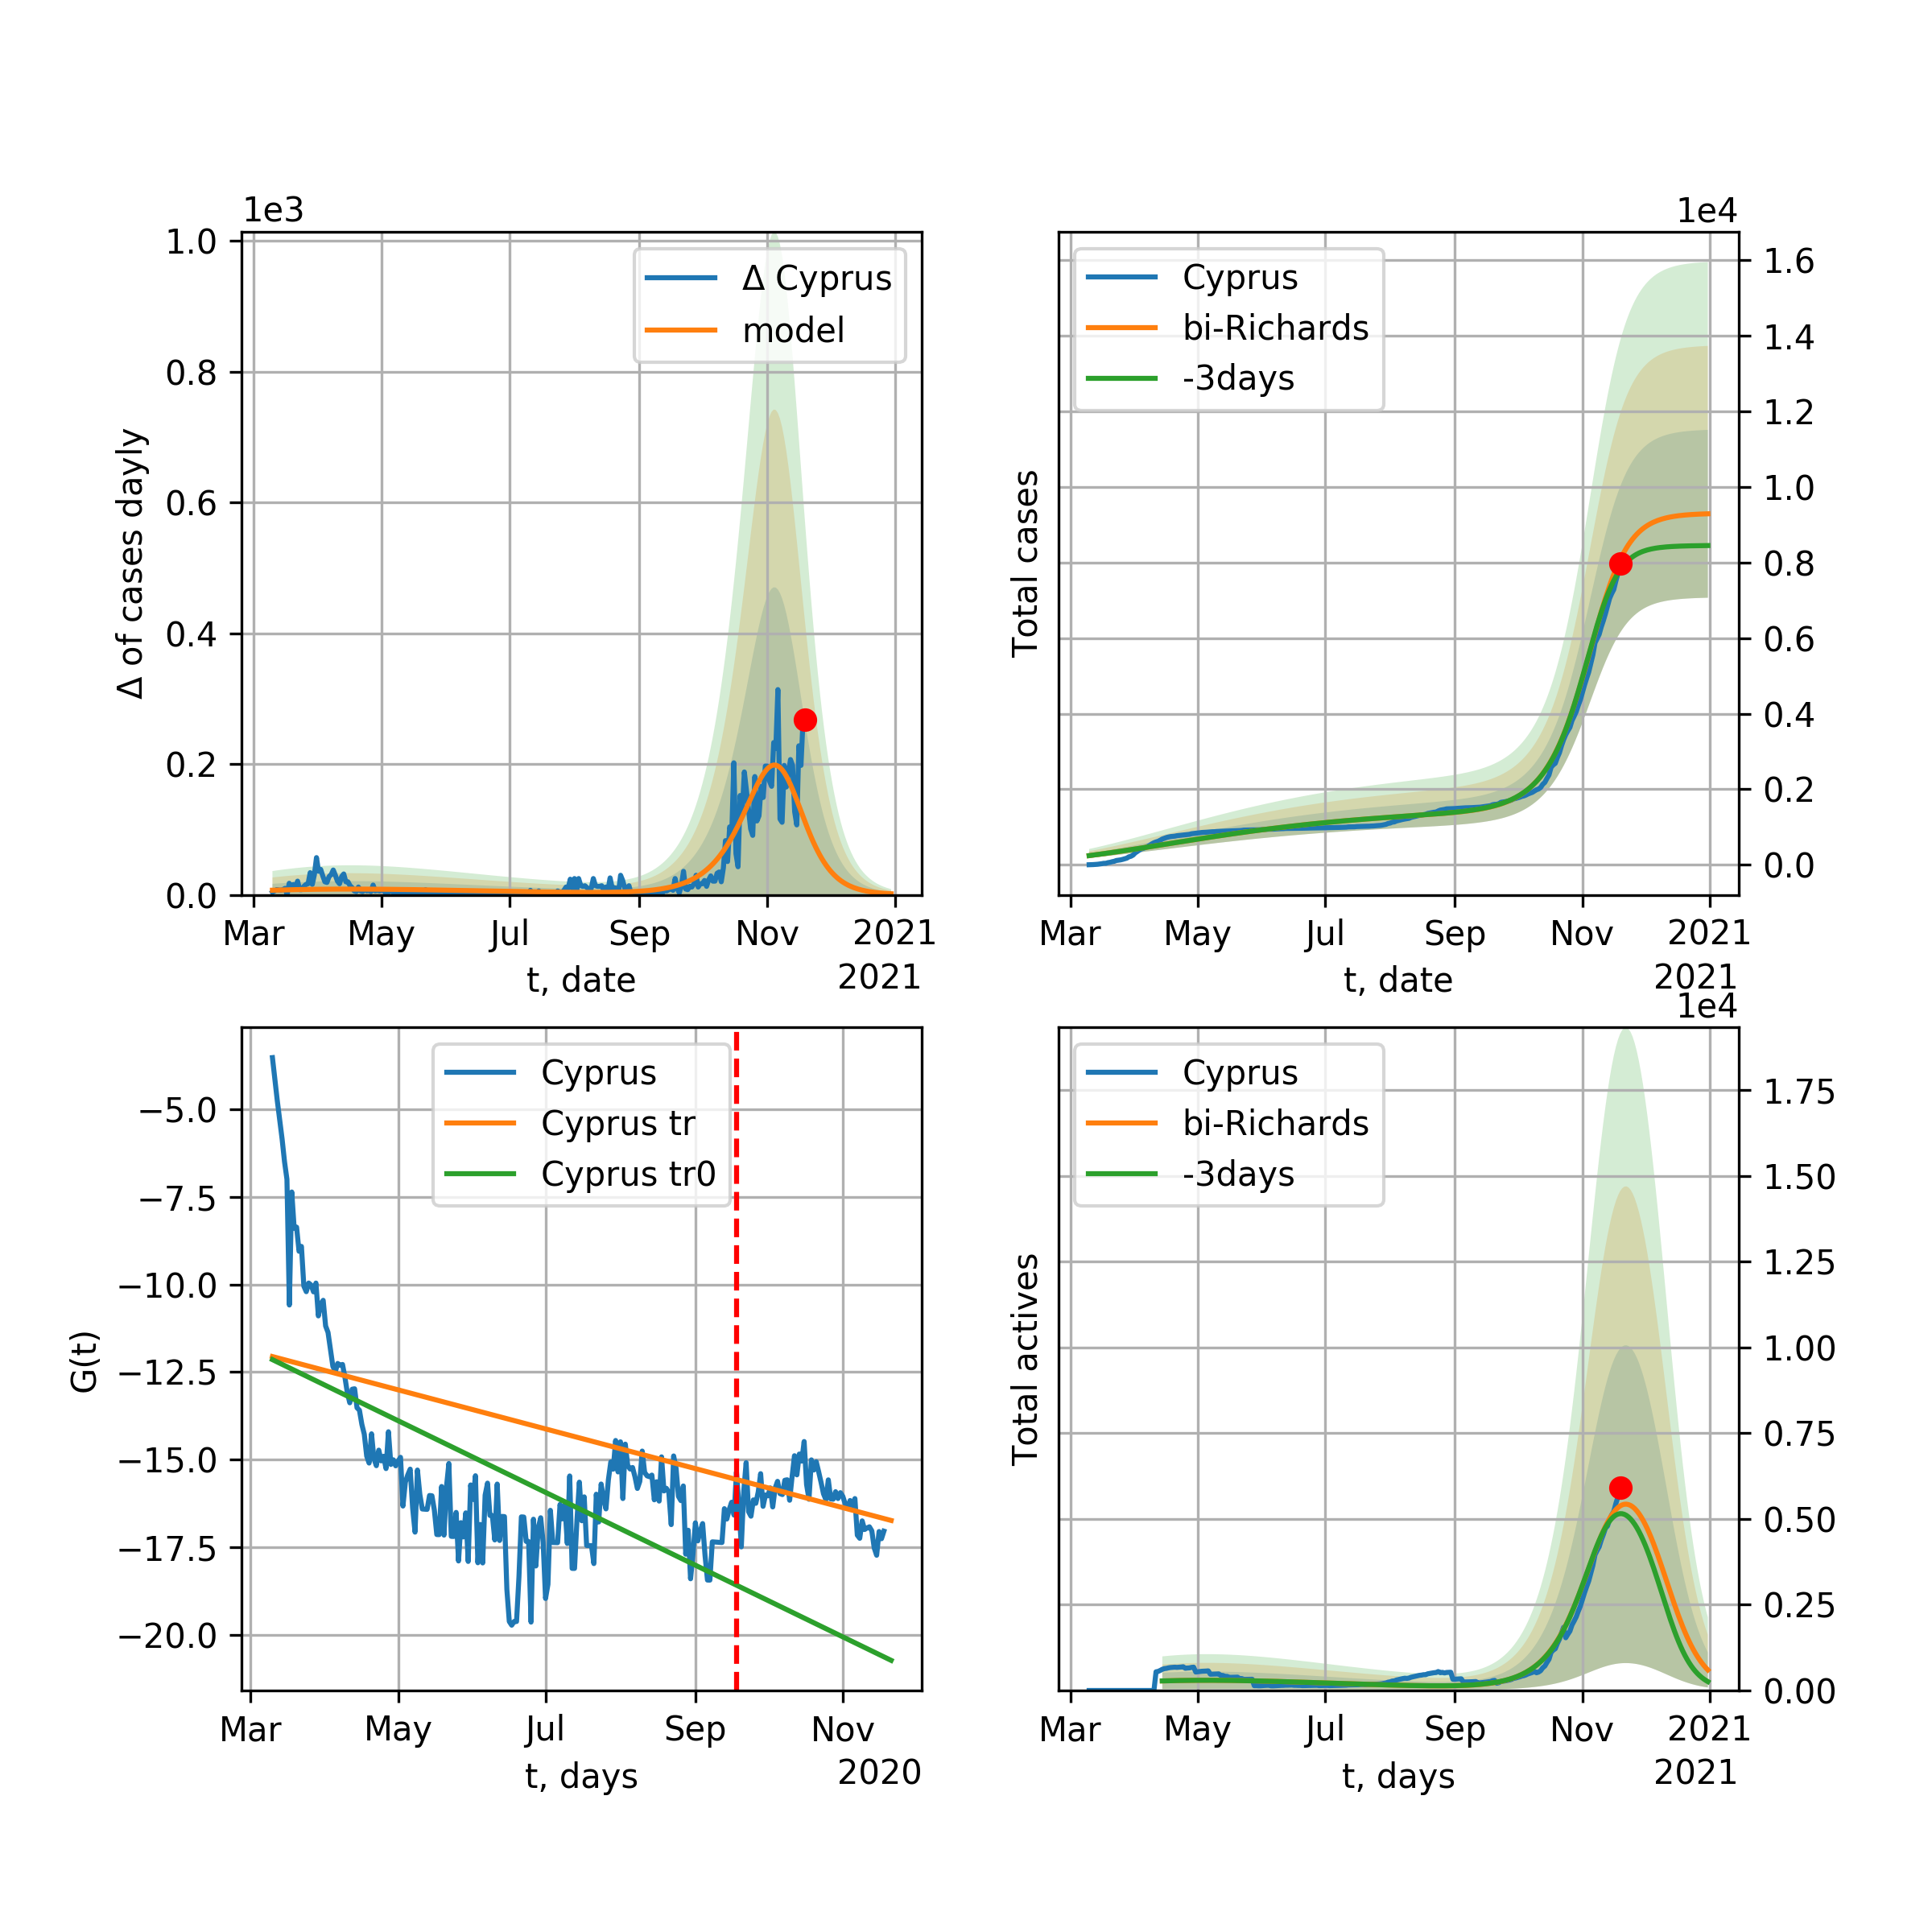 1e3
1.0
0.8
0.6
0.4
0.2
0.0
Δ of cases dayly
Δ Cyprus
model
Mar May Jul Sep Nov 2021
t, date
2021
1e4
Total cases
Cyprus
bi-Richards
-3days
1.6
1.4
1.2
1.0
0.8
0.6
0.4
0.2
0.0
Mar May Jul Sep Nov 2021
t, date
2021
G(t)
−5.0
−7.5
−10.0
−12.5
−15.0
−17.5
−20.0
Cyprus
Cyprus tr
Cyprus tr0
Mar May Jul Sep Nov
t, days
2020
1e4
Total actives
Cyprus
bi-Richards
-3days
1.75
1.50
1.25
1.00
0.75
0.50
0.25
0.00
Mar May Jul Sep Nov 2021
t, days
2021